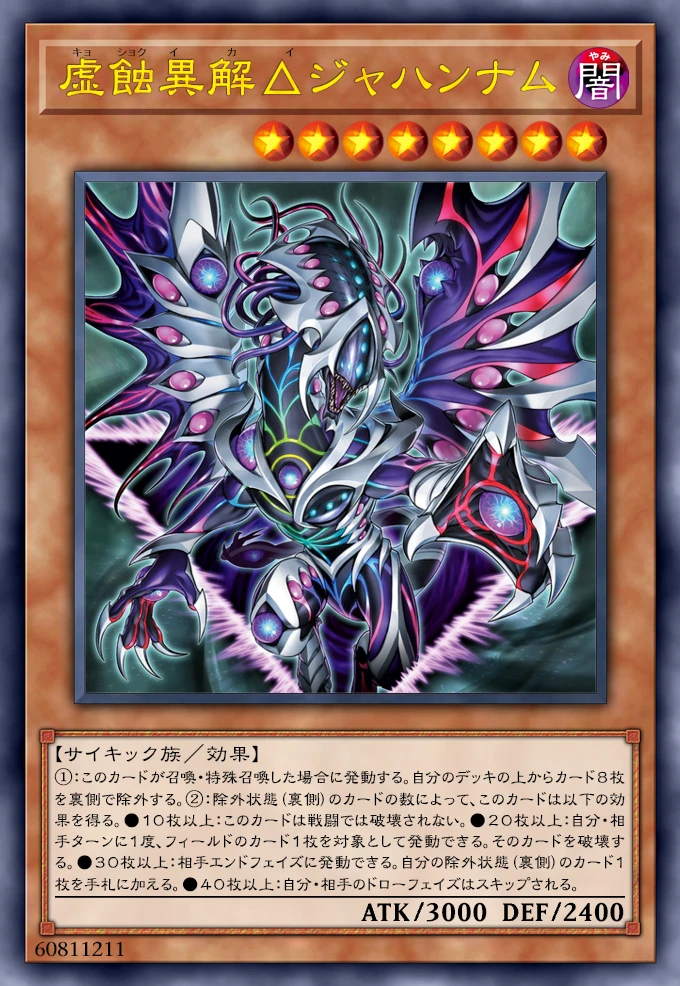 キョ ショク イ カ イ
虚蝕異解△ジャハンナム
やみ
闇
【サイキック族／効果】
①：このカードが召喚・特殊召喚した場合に発動する。自分のデッキの上からカード８枚
を裏側で除外する。②：除外状態（裏側）のカードの数によって、このカードは以下の効
果を得る。●１０枚以上：このカードは戦闘では破壊されない。●２０枚以上：自分・相
手ターンに１度、フィールドのカード１枚を対象として発動できる。そのカードを破壊す
る。●３０枚以上：相手エンドフェイズに発動できる。自分の除外状態（裏側）のカード１
枚を手札に加える。●４０枚以上：自分・相手のドローフェイズはスキップされる。
ATK/3000 DEF/2400
60811211